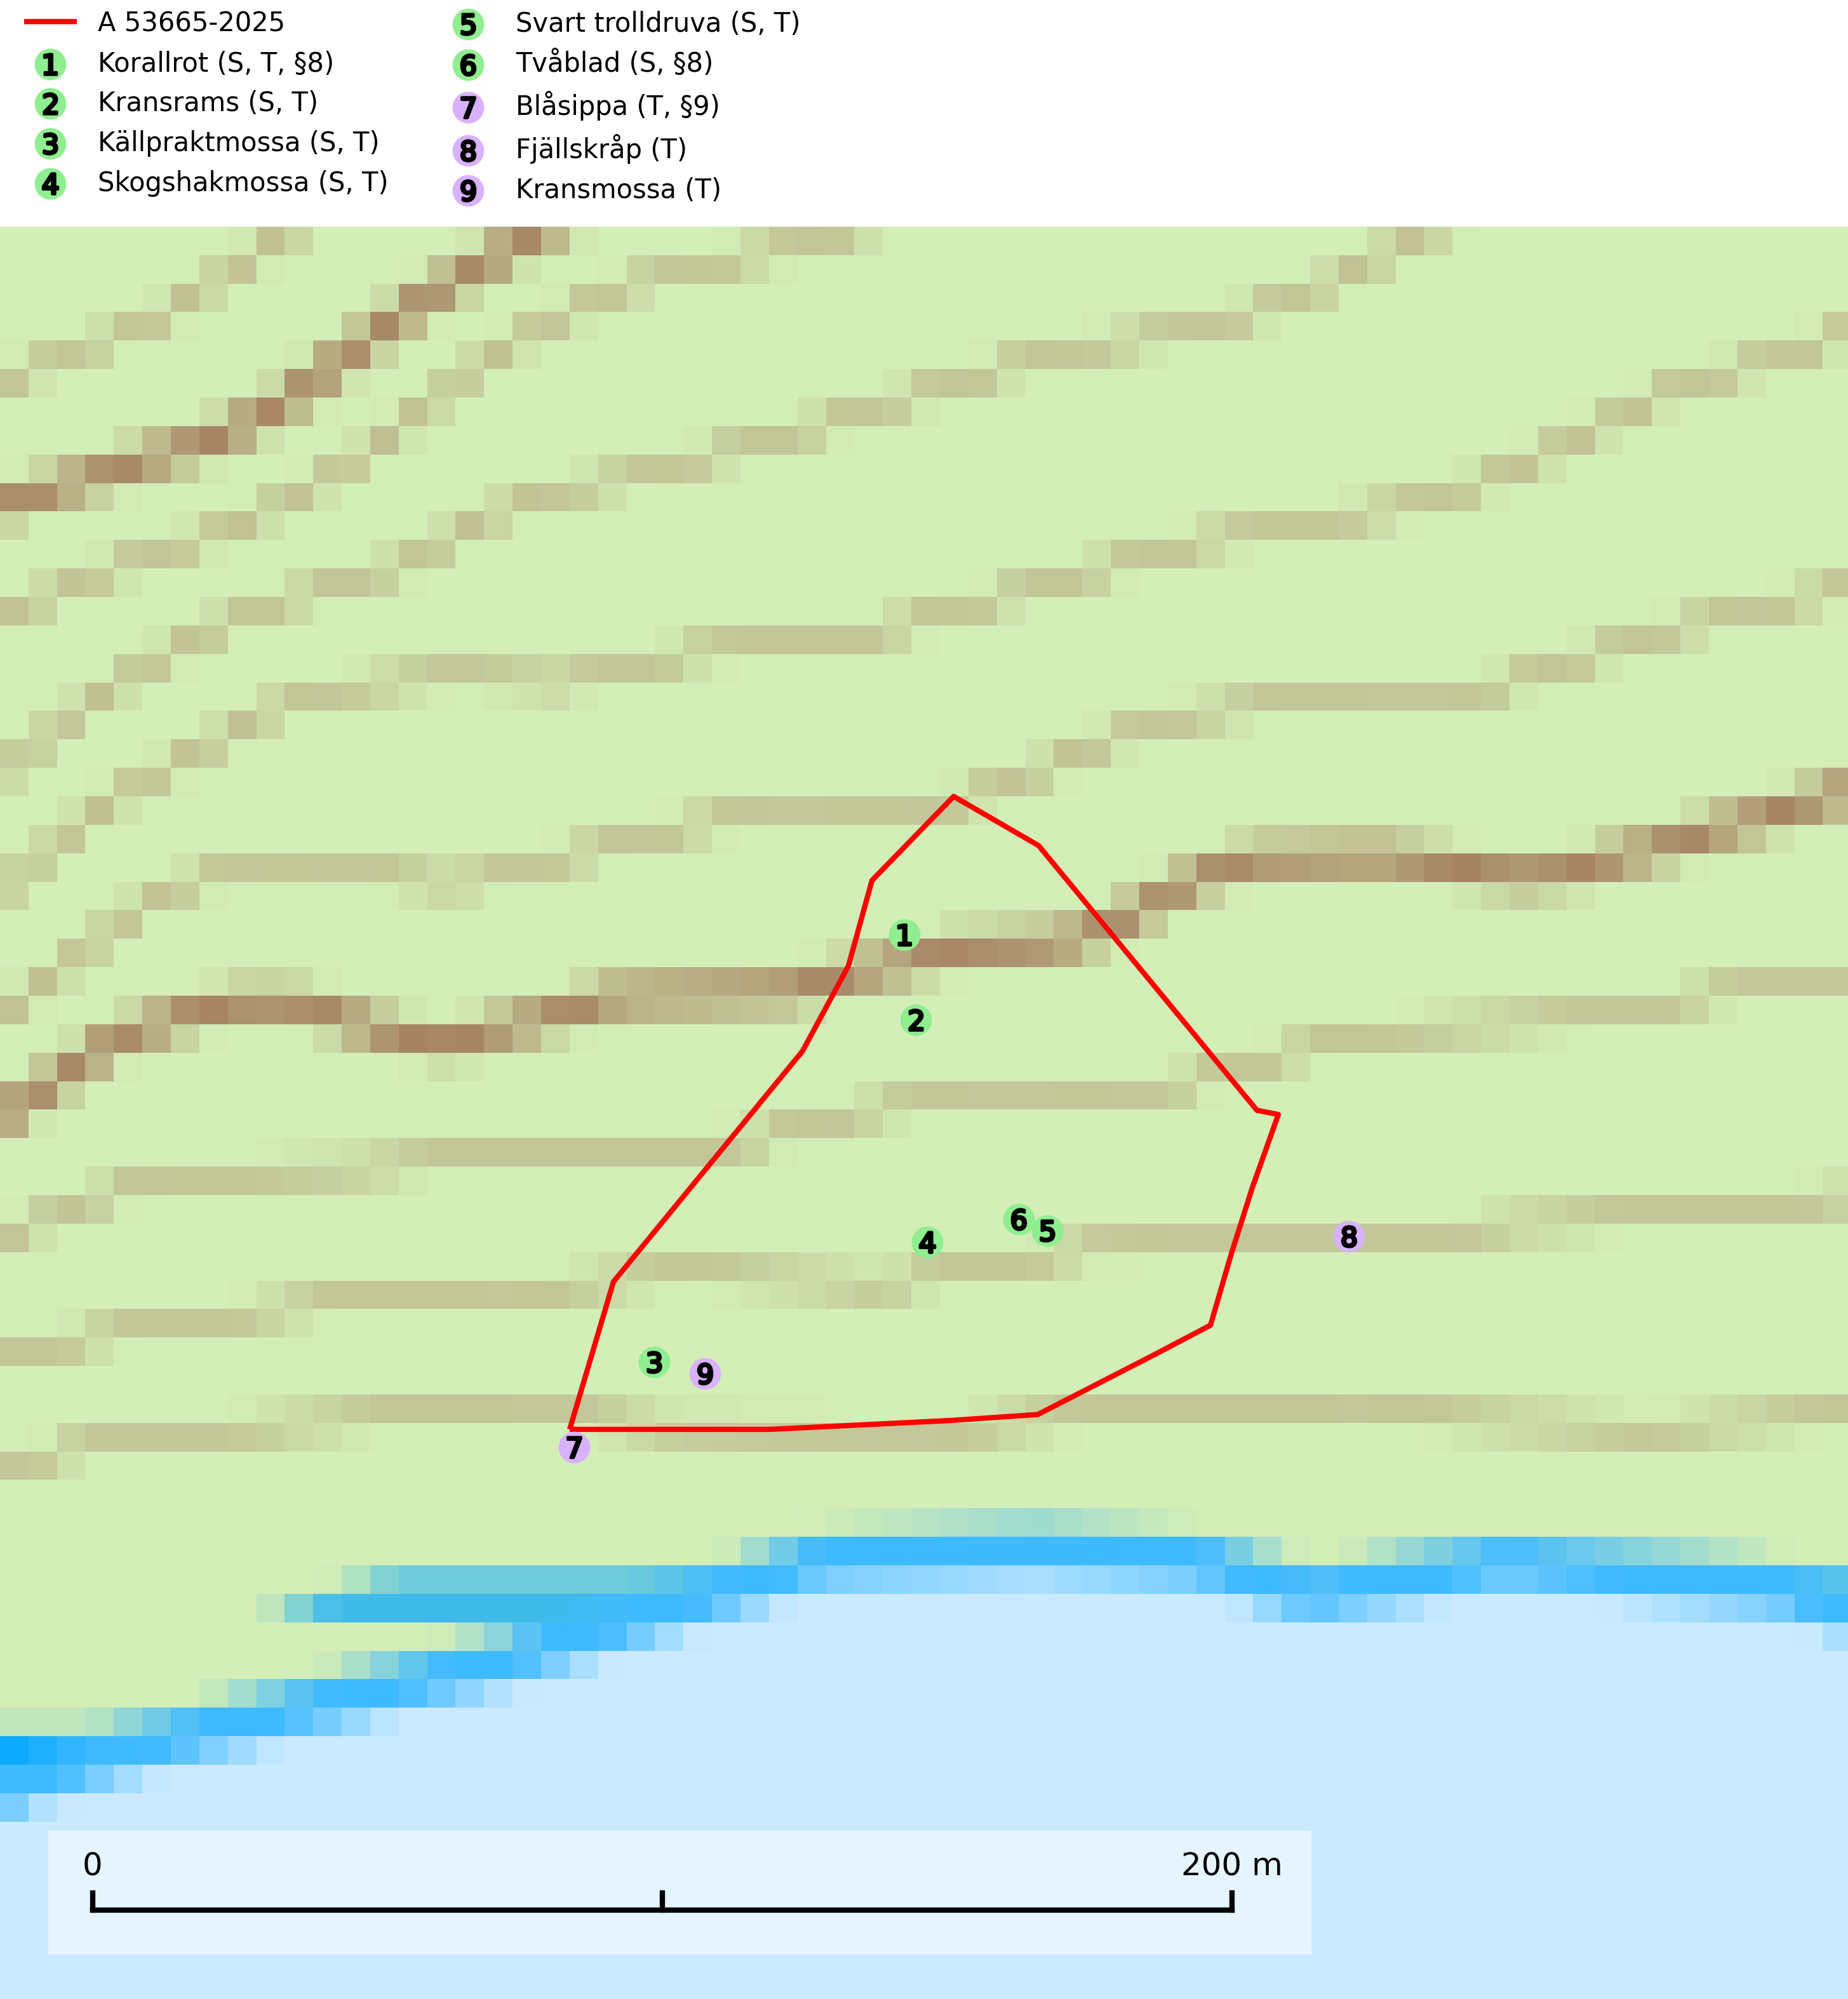 A 53665-2025
1 Korallrot (S, T, §8)
2 Kransrams (S, T)
3 Källpraktmossa (S, T)
4 Skogshakmossa (S, T)
5 Svart trolldruva (S, T)
6 Tvåblad (S, §8)
7 Blåsippa (T, §9)
8 Fjällskråp (T)
9 Kransmossa (T)
1
2
6
5
4
8
3
9
7
0
200 m